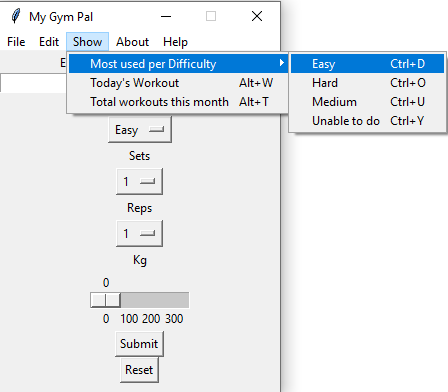 My Gym Pal
File Edit Show About Help
E
Most used per Difficulty
Today's Workout Alt+W
Total workouts this month Alt+T
Easy Ctrl+D
Hard Ctrl+O
Medium Ctrl+U
Unable to do Ctrl+Y
Easy
Sets
1
Reps
1
Kg
0
0 100 200 300
Submit
Reset